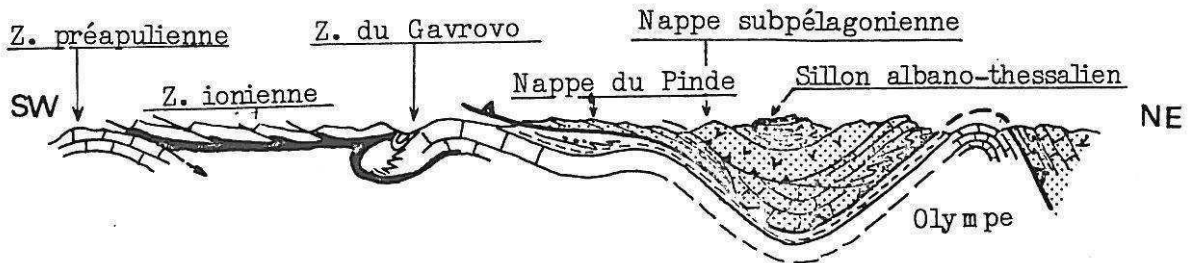 Z. préapulienne
Z. du Gavrovo
Nappe subpélagonienne
SW
Z. ionienne
Nappe du Pinde
Sillon albano-thessalien
NE
Olympe